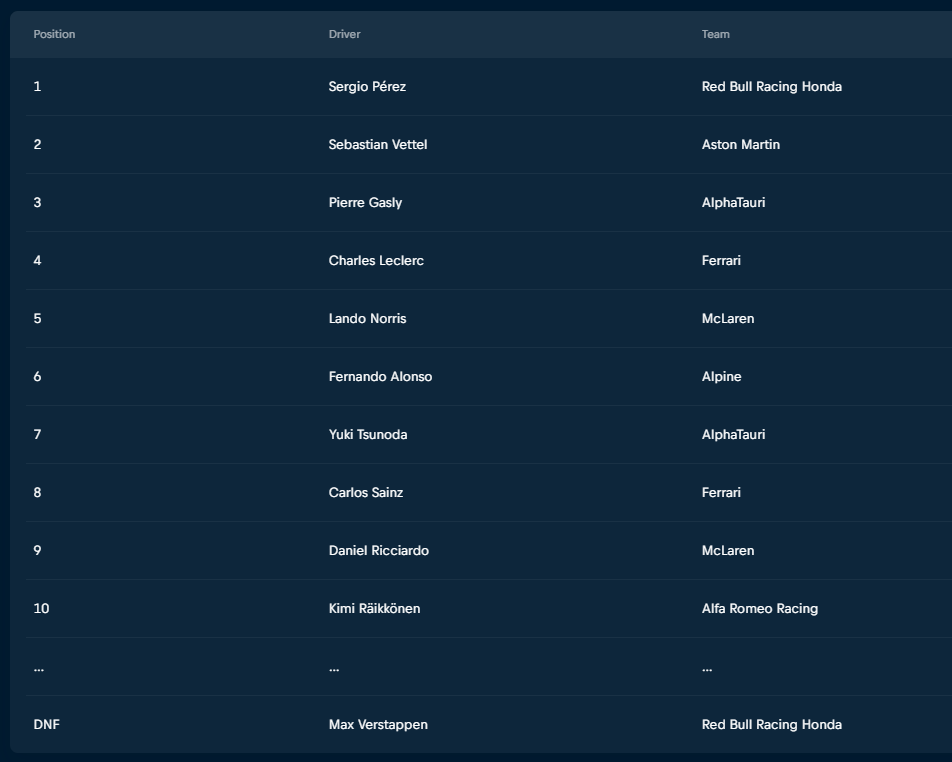 Position Driver Team
1 Sergio Pérez Red Bull Racing Honda
2 Sebastian Vettel Aston Martin
3 Pierre Gasly AlphaTauri
4 Charles Leclerc Ferrari
5 Lando Norris McLaren
6 Fernando Alonso Alpine
7 Yuki Tsunoda AlphaTauri
8 Carlos Sainz Ferrari
9 Daniel Ricciardo McLaren
10 Kimi Räikkönen Alfa Romeo Racing
... ... ...
DNF Max Verstappen Red Bull Racing Honda